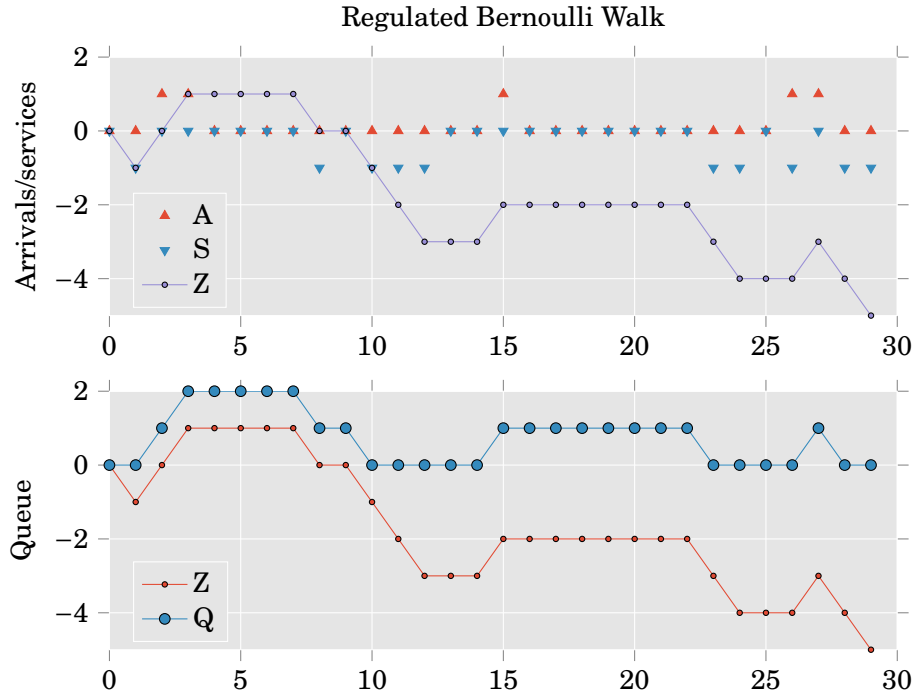 Regulated Bernoulli Walk
Arrivals/services
2
0
−2
−4
A
S
Z
0 5 10 15 20 25 30
Queue
2
0
−2
−4
Z
Q
0 5 10 15 20 25 30